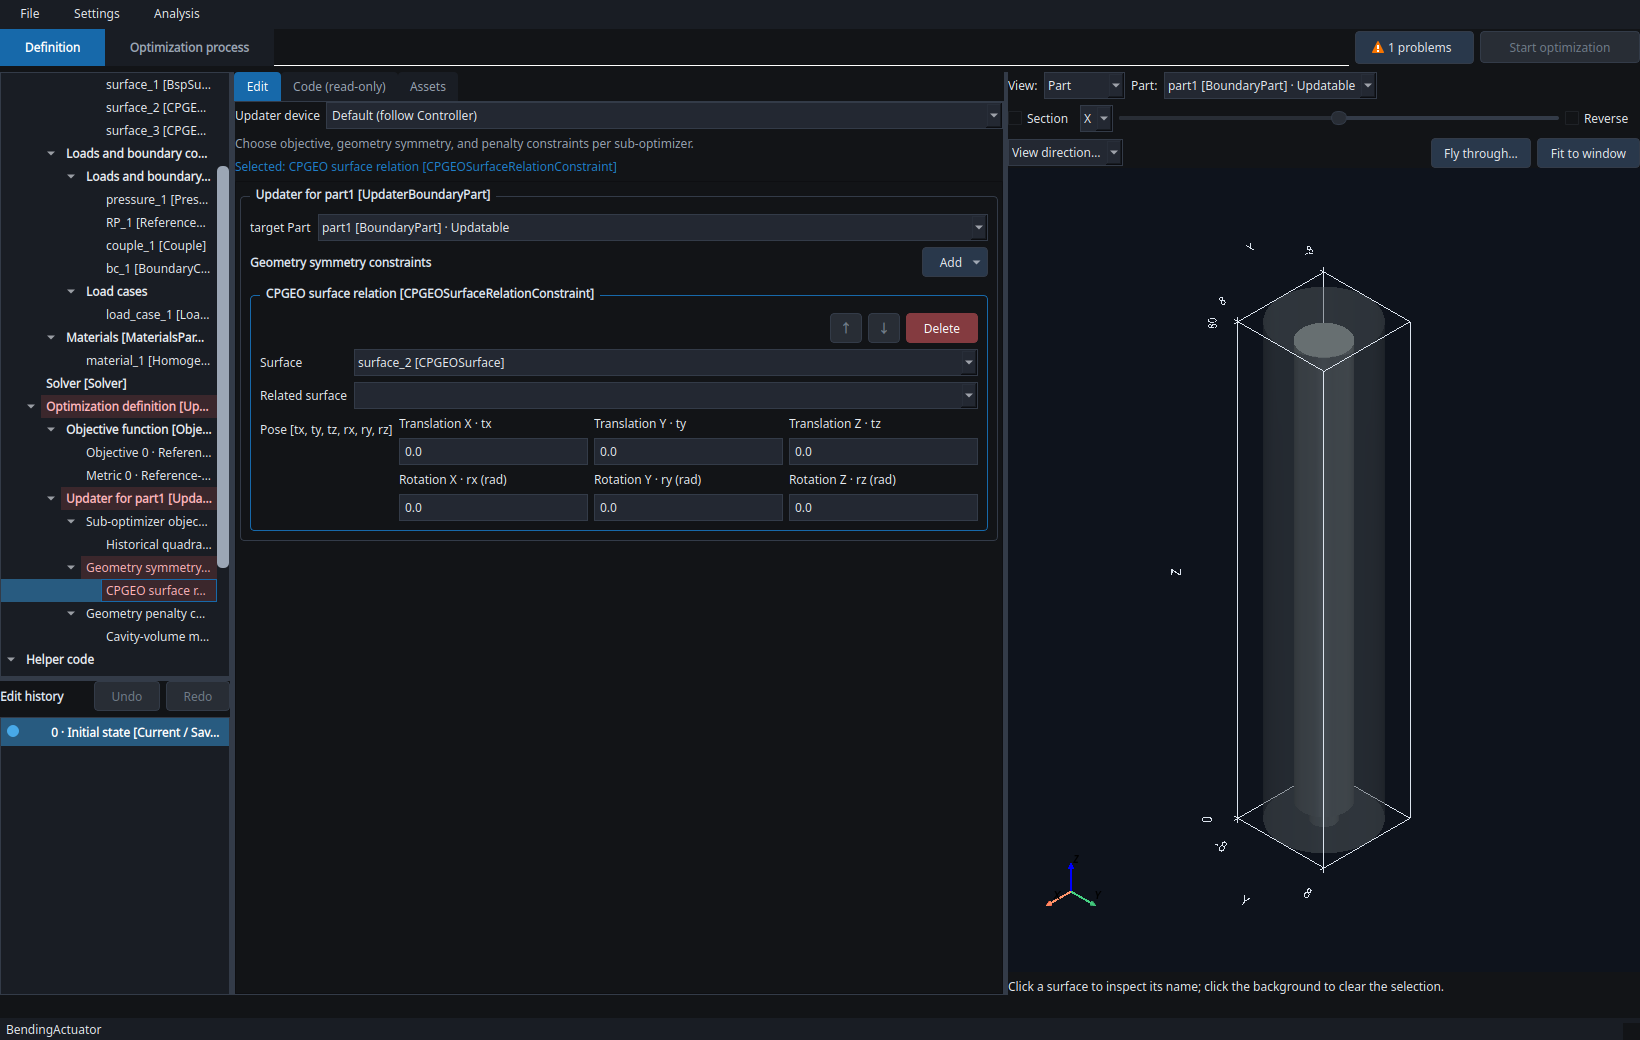 File Settings Analysis
Definition Optimization process 1 problems Start optimization
surface_1 [BspSu...
surface_2 [CPGE...
surface_3 [CPGE...
Loads and boundary co...
Loads and boundary...
pressure_1 [Pres...
RP_1 [Reference...
couple_1 [Couple]
bc_1 [BoundaryC...
Load cases
load_case_1 [Loa...
Materials [MaterialsPar...
material_1 [Homoge...
Solver [Solver]
Optimization definition [Up...
Objective function [Obje...
Objective 0 · Referen...
Metric 0 · Reference-...
Updater for part1 [Upda...
Sub-optimizer objec...
Historical quadra...
Geometry symmetry...
CPGEO surface r...
Geometry penalty c...
Cavity-volume m...
Helper code
Edit history Undo Redo
0 · Initial state [Current / Sav...
Edit Code (read-only) Assets
Updater device Default (follow Controller)
Choose objective, geometry symmetry, and penalty constraints per sub-optimizer.
Selected: CPGEO surface relation [CPGEOSurfaceRelationConstraint]
Updater for part1 [UpdaterBoundaryPart]
target Part part1 [BoundaryPart] · Updatable
Geometry symmetry constraints Add
CPGEO surface relation [CPGEOSurfaceRelationConstraint]
↑ ↓ Delete
Surface surface_2 [CPGEOSurface]
Related surface
Pose [tx, ty, tz, rx, ry, rz]
Translation X · tx Translation Y · ty Translation Z · tz
0.0 0.0 0.0
Rotation X · rx (rad) Rotation Y · ry (rad) Rotation Z · rz (rad)
0.0 0.0 0.0
View: Part Part: part1 [BoundaryPart] · Updatable
Section X Reverse
View direction... Fly through... Fit to window
Z
0
Z
Click a surface to inspect its name; click the background to clear the selection.
BendingActuator